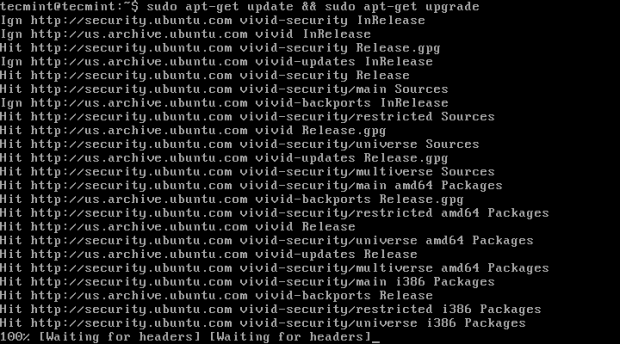 tecmint@tecmint:~$ sudo apt-get update && sudo apt-get upgrade
Ign http://security.ubuntu.com vivid-security InRelease
Ign http://us.archive.ubuntu.com vivid InRelease
Hit http://security.ubuntu.com vivid-security Release.gpg
Ign http://us.archive.ubuntu.com vivid-updates InRelease
Hit http://security.ubuntu.com vivid-security Release
Hit http://security.ubuntu.com vivid-security/main Sources
Ign http://us.archive.ubuntu.com vivid-backports InRelease
Hit http://security.ubuntu.com vivid-security/restricted Sources
Hit http://us.archive.ubuntu.com vivid Release.gpg
Hit http://security.ubuntu.com vivid-security/universe Sources
Hit http://us.archive.ubuntu.com vivid-updates Release.gpg
Hit http://security.ubuntu.com vivid-security/multiverse Sources
Hit http://security.ubuntu.com vivid-security/main amd64 Packages
Hit http://us.archive.ubuntu.com vivid-backports Release.gpg
Hit http://security.ubuntu.com vivid-security/restricted amd64 Packages
Hit http://us.archive.ubuntu.com vivid Release
Hit http://security.ubuntu.com vivid-security/universe amd64 Packages
Hit http://us.archive.ubuntu.com vivid-updates Release
Hit http://security.ubuntu.com vivid-security/multiverse amd64 Packages
Hit http://security.ubuntu.com vivid-security/main i386 Packages
Hit http://us.archive.ubuntu.com vivid-backports Release
Hit http://security.ubuntu.com vivid-security/restricted i386 Packages
Hit http://security.ubuntu.com vivid-security/universe i386 Packages
100% [Waiting for headers] [Waiting for headers]_